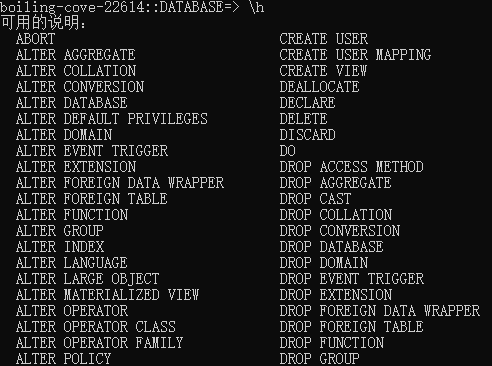 boiling-cove-22614::DATABASE=> \h
可用的说明:
ABORT CREATE USER
ALTER AGGREGATE CREATE USER MAPPING
ALTER COLLATION CREATE VIEW
ALTER CONVERSION DEALLOCATE
ALTER DATABASE DECLARE
ALTER DEFAULT PRIVILEGES DELETE
ALTER DOMAIN DISCARD
ALTER EVENT TRIGGER DO
ALTER EXTENSION DROP ACCESS METHOD
ALTER FOREIGN DATA WRAPPER DROP AGGREGATE
ALTER FOREIGN TABLE DROP CAST
ALTER FUNCTION DROP COLLATION
ALTER GROUP DROP CONVERSION
ALTER INDEX DROP DATABASE
ALTER LANGUAGE DROP DOMAIN
ALTER LARGE OBJECT DROP EVENT TRIGGER
ALTER MATERIALIZED VIEW DROP EXTENSION
ALTER OPERATOR DROP FOREIGN DATA WRAPPER
ALTER OPERATOR CLASS DROP FOREIGN TABLE
ALTER OPERATOR FAMILY DROP FUNCTION
ALTER POLICY DROP GROUP